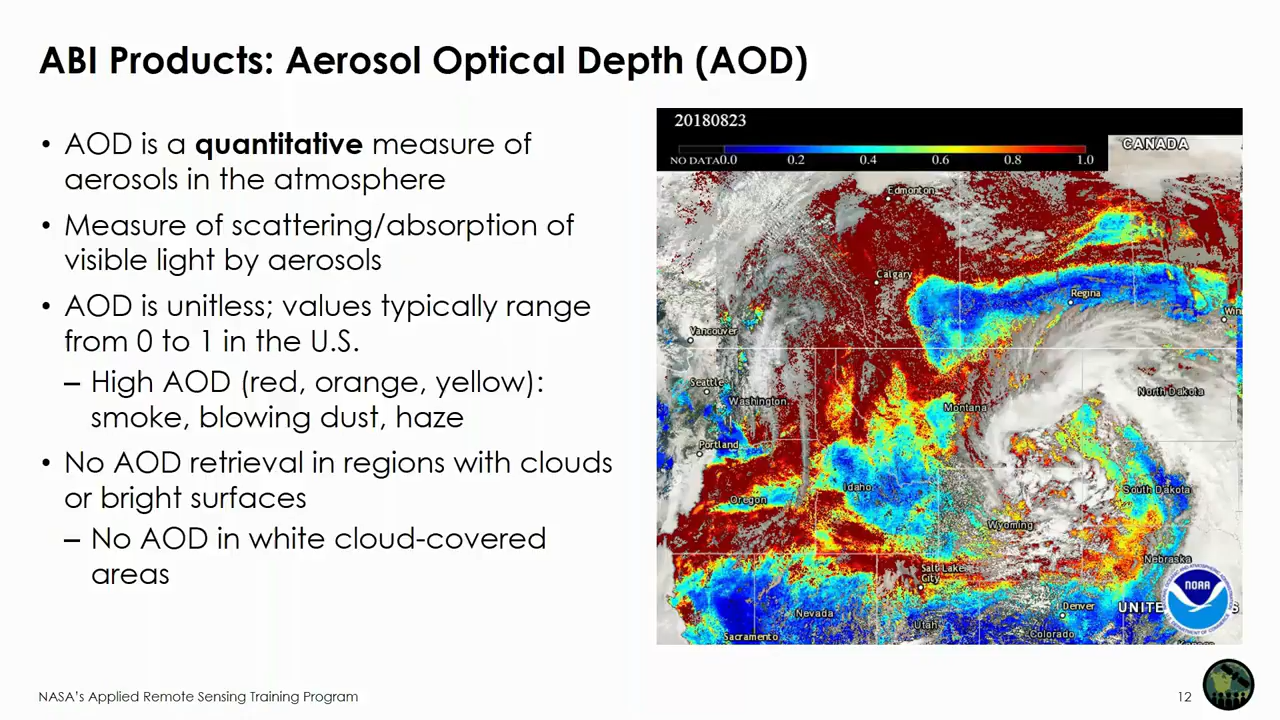 ABI Products: Aerosol Optical Depth (AOD)
• AOD is a quantitative measure of
aerosols in the atmosphere
• Measure of scattering/absorption of
visible light by aerosols
• AOD is unitless; values typically range
from 0 to 1 in the U.S.
– High AOD (red, orange, yellow):
smoke, blowing dust, haze
• No AOD retrieval in regions with clouds
or bright surfaces
– No AOD in white cloud-covered
areas
20180823
NO DATA 0.0 0.2 0.4 0.6 0.8 1.0
CANADA
Edmonton
Calgary
Regina
Win
Vancouver
Seattle
Washington
Montana
North Dakota
Portland
Idaho
South Dakota
Oregon
Wyoming
Nebraska
Salt Lake
City
NOAA
Nevada
Denver
UNITE S
Utah
Sacramento
Colorado
Kansas
NASA's Applied Remote Sensing Training Program
12